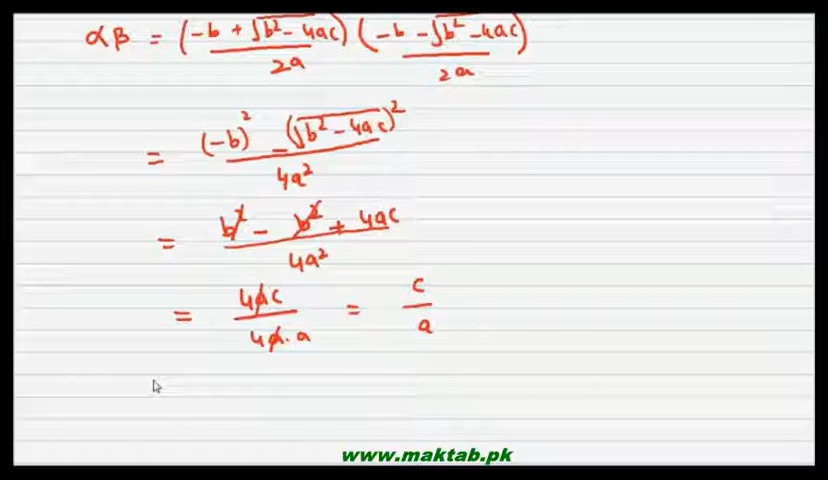 αβ = (-b + √b² - 4ac)/2a (-b - √b² - 4ac)/2a
= (-b)² - (√b² - 4ac)²/4a²
= b² - b² + 4ac/4a²
= 4ac/4a.a = c/a
www.maktab.pk